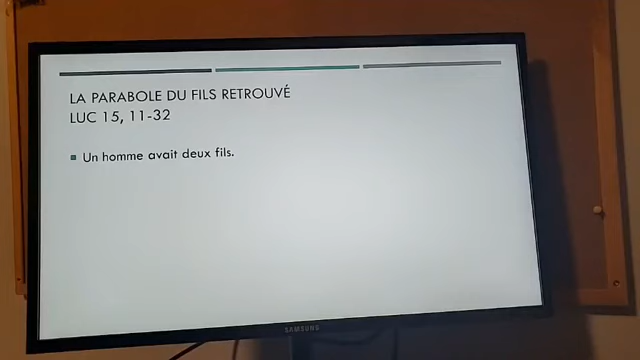 LA PARABOLE DU FILS RETROUVÉ
LUC 15, 11-32
Un homme avait deux fils.
SAMSUNG